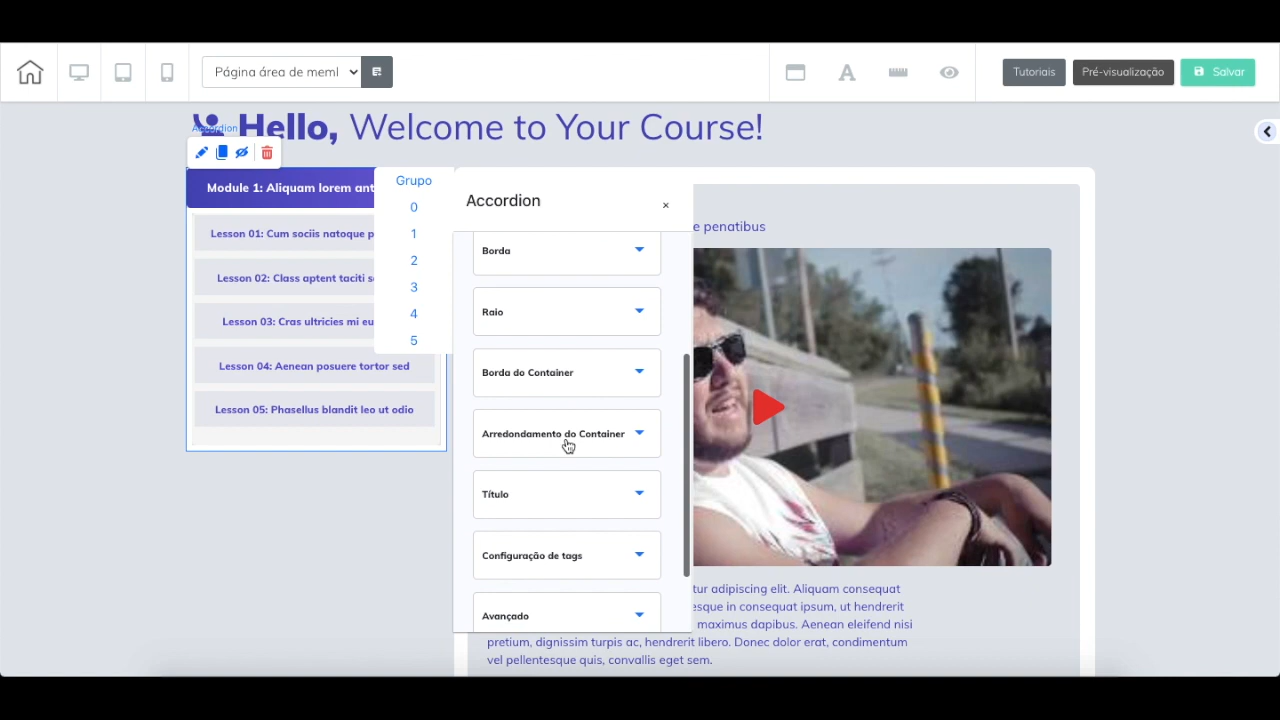 Página área de meml
Tutoriais
Pré-visualização
Salvar
Hello, Welcome to Your Course!
Accordion
Module 1: Aliquam lorem ant
Lesson 01: Cum sociis natoque p
Lesson 02: Class aptent taciti s
Lesson 03: Cras ultricies mi eu
Lesson 04: Aenean posuere tortor sed
Lesson 05: Phasellus blandit leo ut odio
Grupo
0
1
2
3
4
5
Accordion
×
Borda
Raio
Borda do Container
Arredondamento do Container
Título
Configuração de tags
Avançado
e penatibus
tur adipiscing elit. Aliquam consequat
esque in consequat ipsum, ut hendrerit
maximus dapibus. Aenean eleifend nisi
pretium, dignissim turpis ac, hendrerit libero. Donec dolor erat, condimentum
vel pellentesque quis, convallis eget sem.